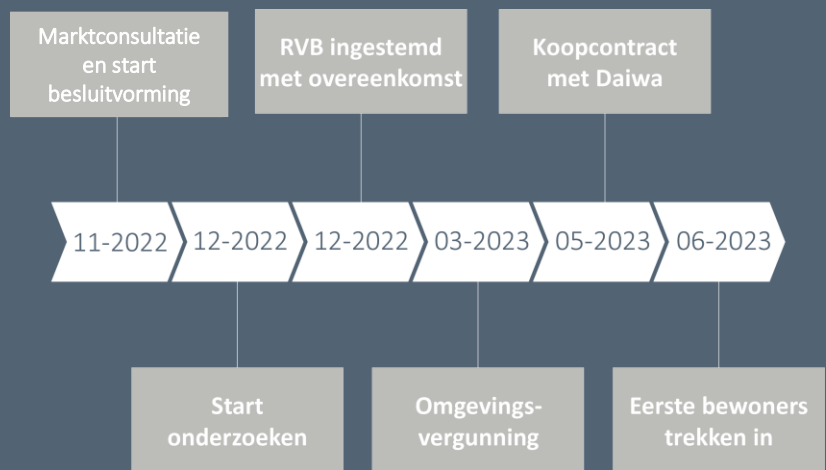 Marktconsultatie
en start
besluitvorming
RVB ingestemd
met overeenkomst
Koopcontract
met Daiwa
11-2022
12-2022
12-2022
03-2023
05-2023
06-2023
Start
onderzoeken
Omgevings-
vergunning
Eerste bewoners
trekken in